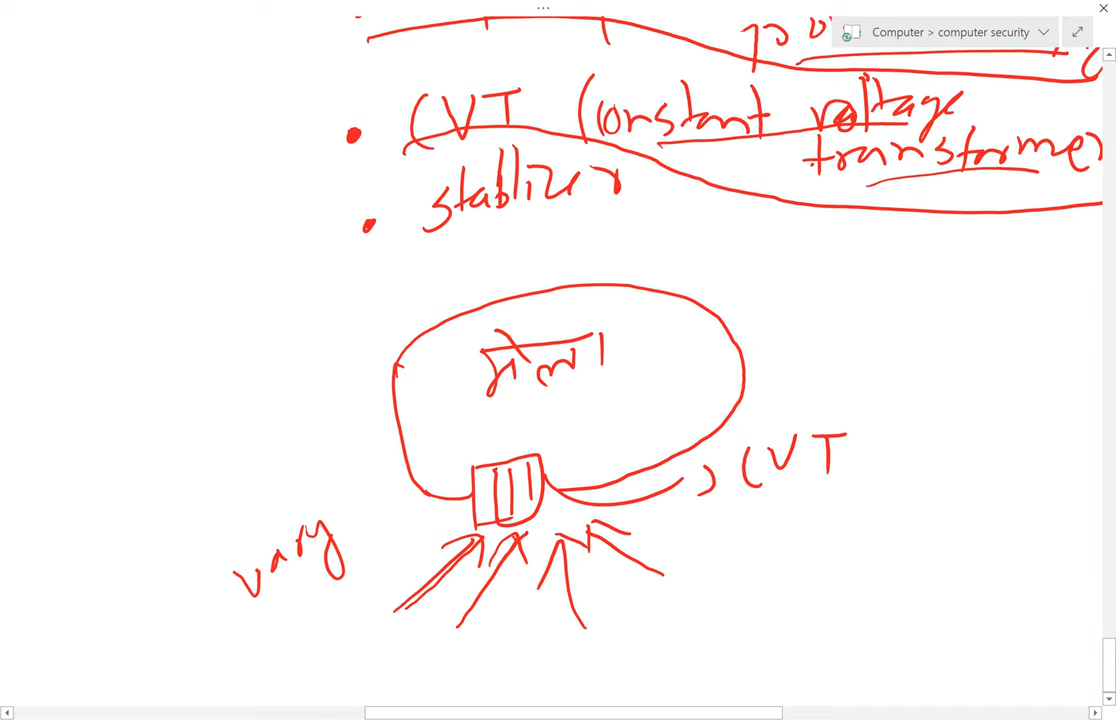 Computer > computer security
• CVT (constant voltage
transformer
stablizer
•
मेला
CVT
vary